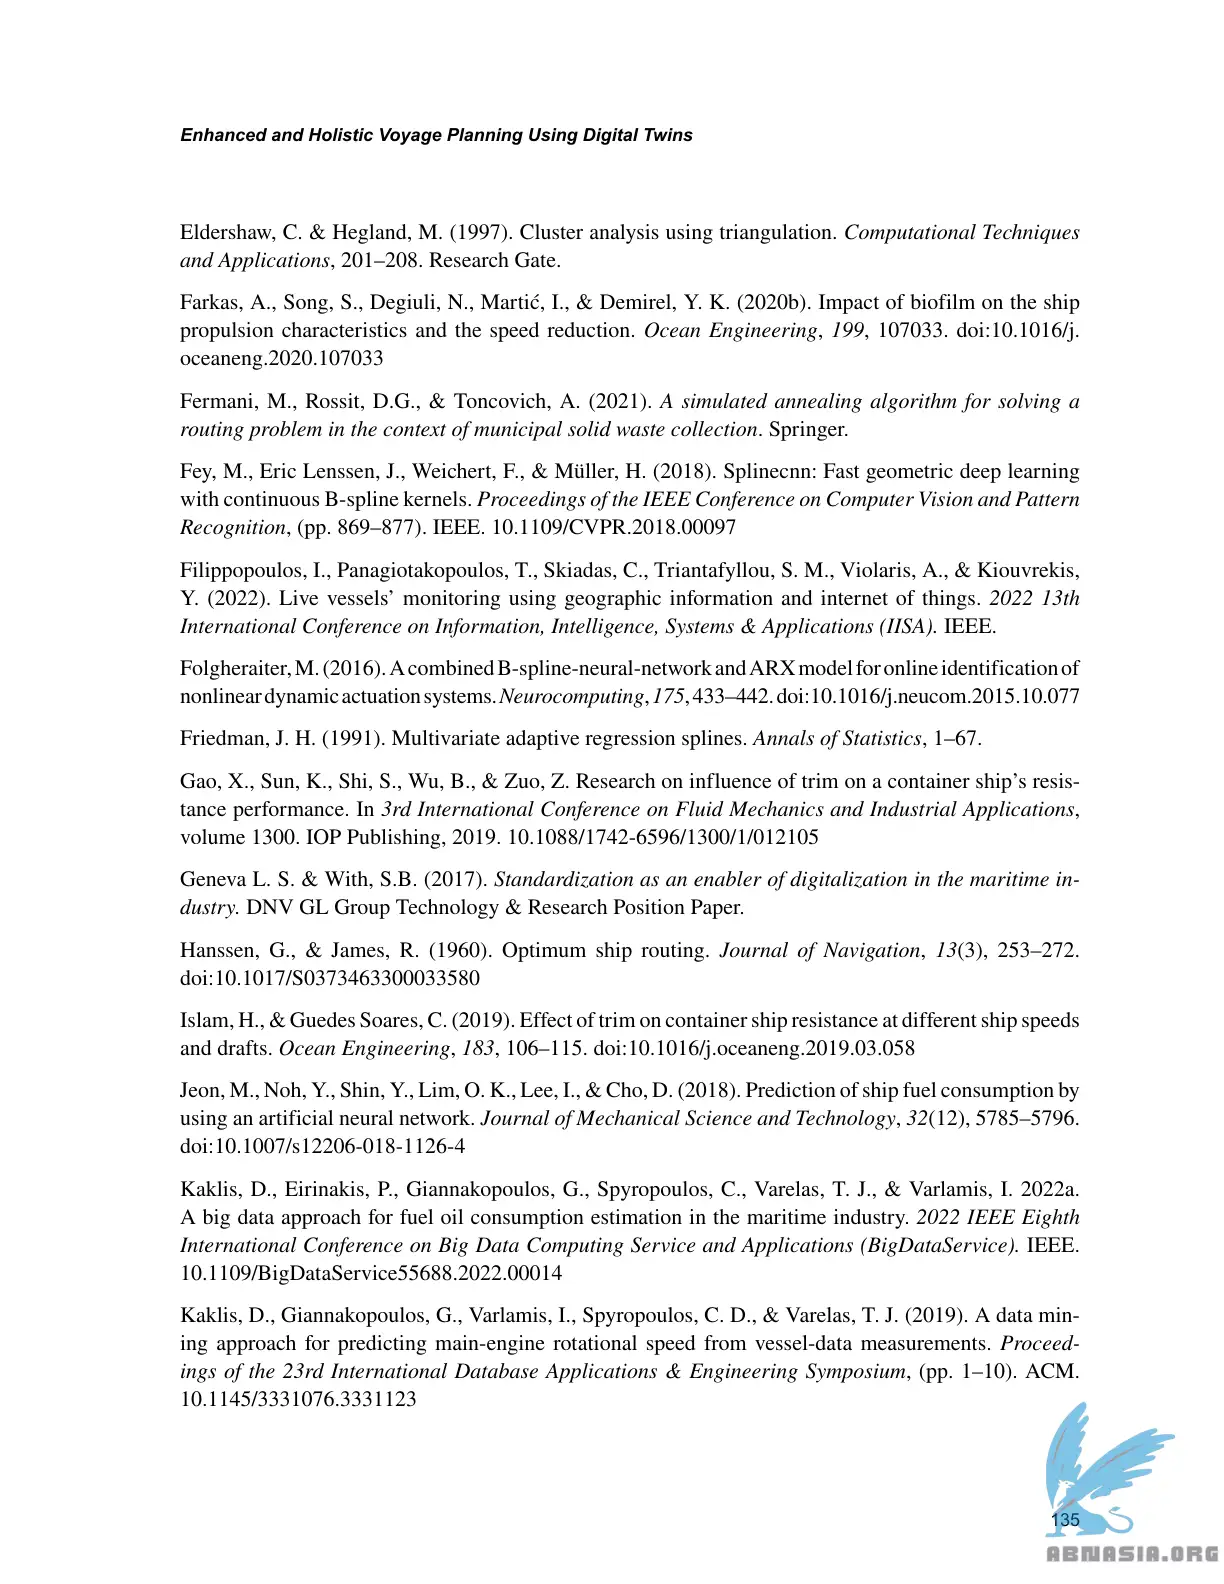 Enhanced and Holistic Voyage Planning Using Digital Twins
Eldershaw, C. & Hegland, M. (1997). Cluster analysis using triangulation. Computational Techniques
and Applications, 201–208. Research Gate.
Farkas, A., Song, S., Degiuli, N., Martić, I., & Demirel, Y. K. (2020b). Impact of biofilm on the ship
propulsion characteristics and the speed reduction. Ocean Engineering, 199, 107033. doi:10.1016/j.
oceaneng.2020.107033
Fermani, M., Rossit, D.G., & Toncovich, A. (2021). A simulated annealing algorithm for solving a
routing problem in the context of municipal solid waste collection. Springer.
Fey, M., Eric Lenssen, J., Weichert, F., & Müller, H. (2018). Splinecnn: Fast geometric deep learning
with continuous B-spline kernels. Proceedings of the IEEE Conference on Computer Vision and Pattern
Recognition, (pp. 869–877). IEEE. 10.1109/CVPR.2018.00097
Filippopoulos, I., Panagiotakopoulos, T., Skiadas, C., Triantafyllou, S. M., Violaris, A., & Kiouvrekis,
Y. (2022). Live vessels’ monitoring using geographic information and internet of things. 2022 13th
International Conference on Information, Intelligence, Systems & Applications (IISA). IEEE.
Folgheraiter, M. (2016). A combined B-spline-neural-network and ARX model for online identification of
nonlinear dynamic actuation systems. Neurocomputing, 175, 433–442. doi:10.1016/j.neucom.2015.10.077
Friedman, J. H. (1991). Multivariate adaptive regression splines. Annals of Statistics, 1–67.
Gao, X., Sun, K., Shi, S., Wu, B., & Zuo, Z. Research on influence of trim on a container ship’s resis-
tance performance. In 3rd International Conference on Fluid Mechanics and Industrial Applications,
volume 1300. IOP Publishing, 2019. 10.1088/1742-6596/1300/1/012105
Geneva L. S. & With, S.B. (2017). Standardization as an enabler of digitalization in the maritime in-
dustry. DNV GL Group Technology & Research Position Paper.
Hanssen, G., & James, R. (1960). Optimum ship routing. Journal of Navigation, 13(3), 253–272.
doi:10.1017/S0373463300033580
Islam, H., & Guedes Soares, C. (2019). Effect of trim on container ship resistance at different ship speeds
and drafts. Ocean Engineering, 183, 106–115. doi:10.1016/j.oceaneng.2019.03.058
Jeon, M., Noh, Y., Shin, Y., Lim, O. K., Lee, I., & Cho, D. (2018). Prediction of ship fuel consumption by
using an artificial neural network. Journal of Mechanical Science and Technology, 32(12), 5785–5796.
doi:10.1007/s12206-018-1126-4
Kaklis, D., Eirinakis, P., Giannakopoulos, G., Spyropoulos, C., Varelas, T. J., & Varlamis, I. 2022a.
A big data approach for fuel oil consumption estimation in the maritime industry. 2022 IEEE Eighth
International Conference on Big Data Computing Service and Applications (BigDataService). IEEE.
10.1109/BigDataService55688.2022.00014
Kaklis, D., Giannakopoulos, G., Varlamis, I., Spyropoulos, C. D., & Varelas, T. J. (2019). A data min-
ing approach for predicting main-engine rotational speed from vessel-data measurements. Proceed-
ings of the 23rd International Database Applications & Engineering Symposium, (pp. 1–10). ACM.
10.1145/3331076.3331123
135
ABNASIA.ORG